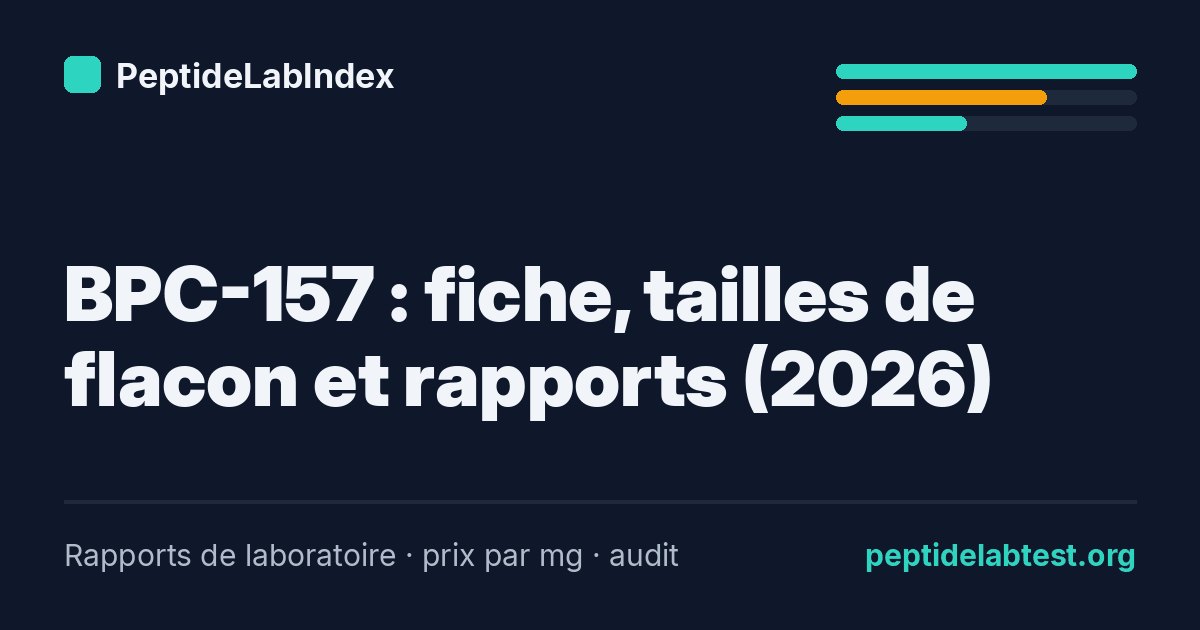 PeptideLabIndex
BPC-157 : fiche, tailles de
flacon et rapports (2026)
Rapports de laboratoire · prix par mg · audit
peptidelabtest.org